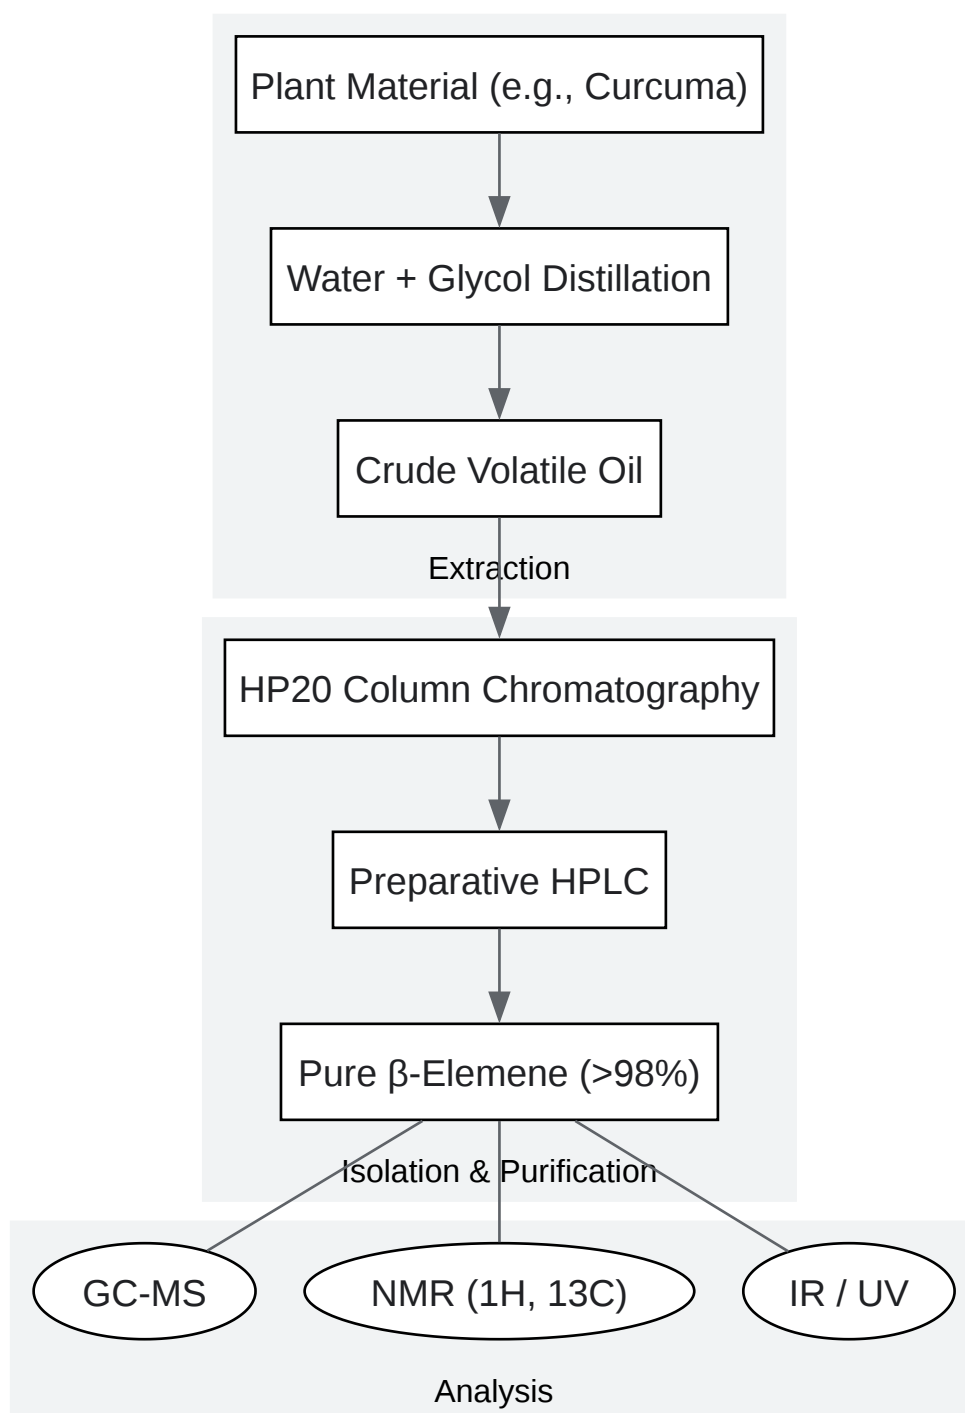 Plant Material (e.g., Curcuma)
Water + Glycol Distillation
Crude Volatile Oil
Extraction
HP20 Column Chromatography
Preparative HPLC
Pure β-Elemene (>98%)
Isolation & Purification
GC-MS
NMR (1H, 13C)
IR / UV
Analysis